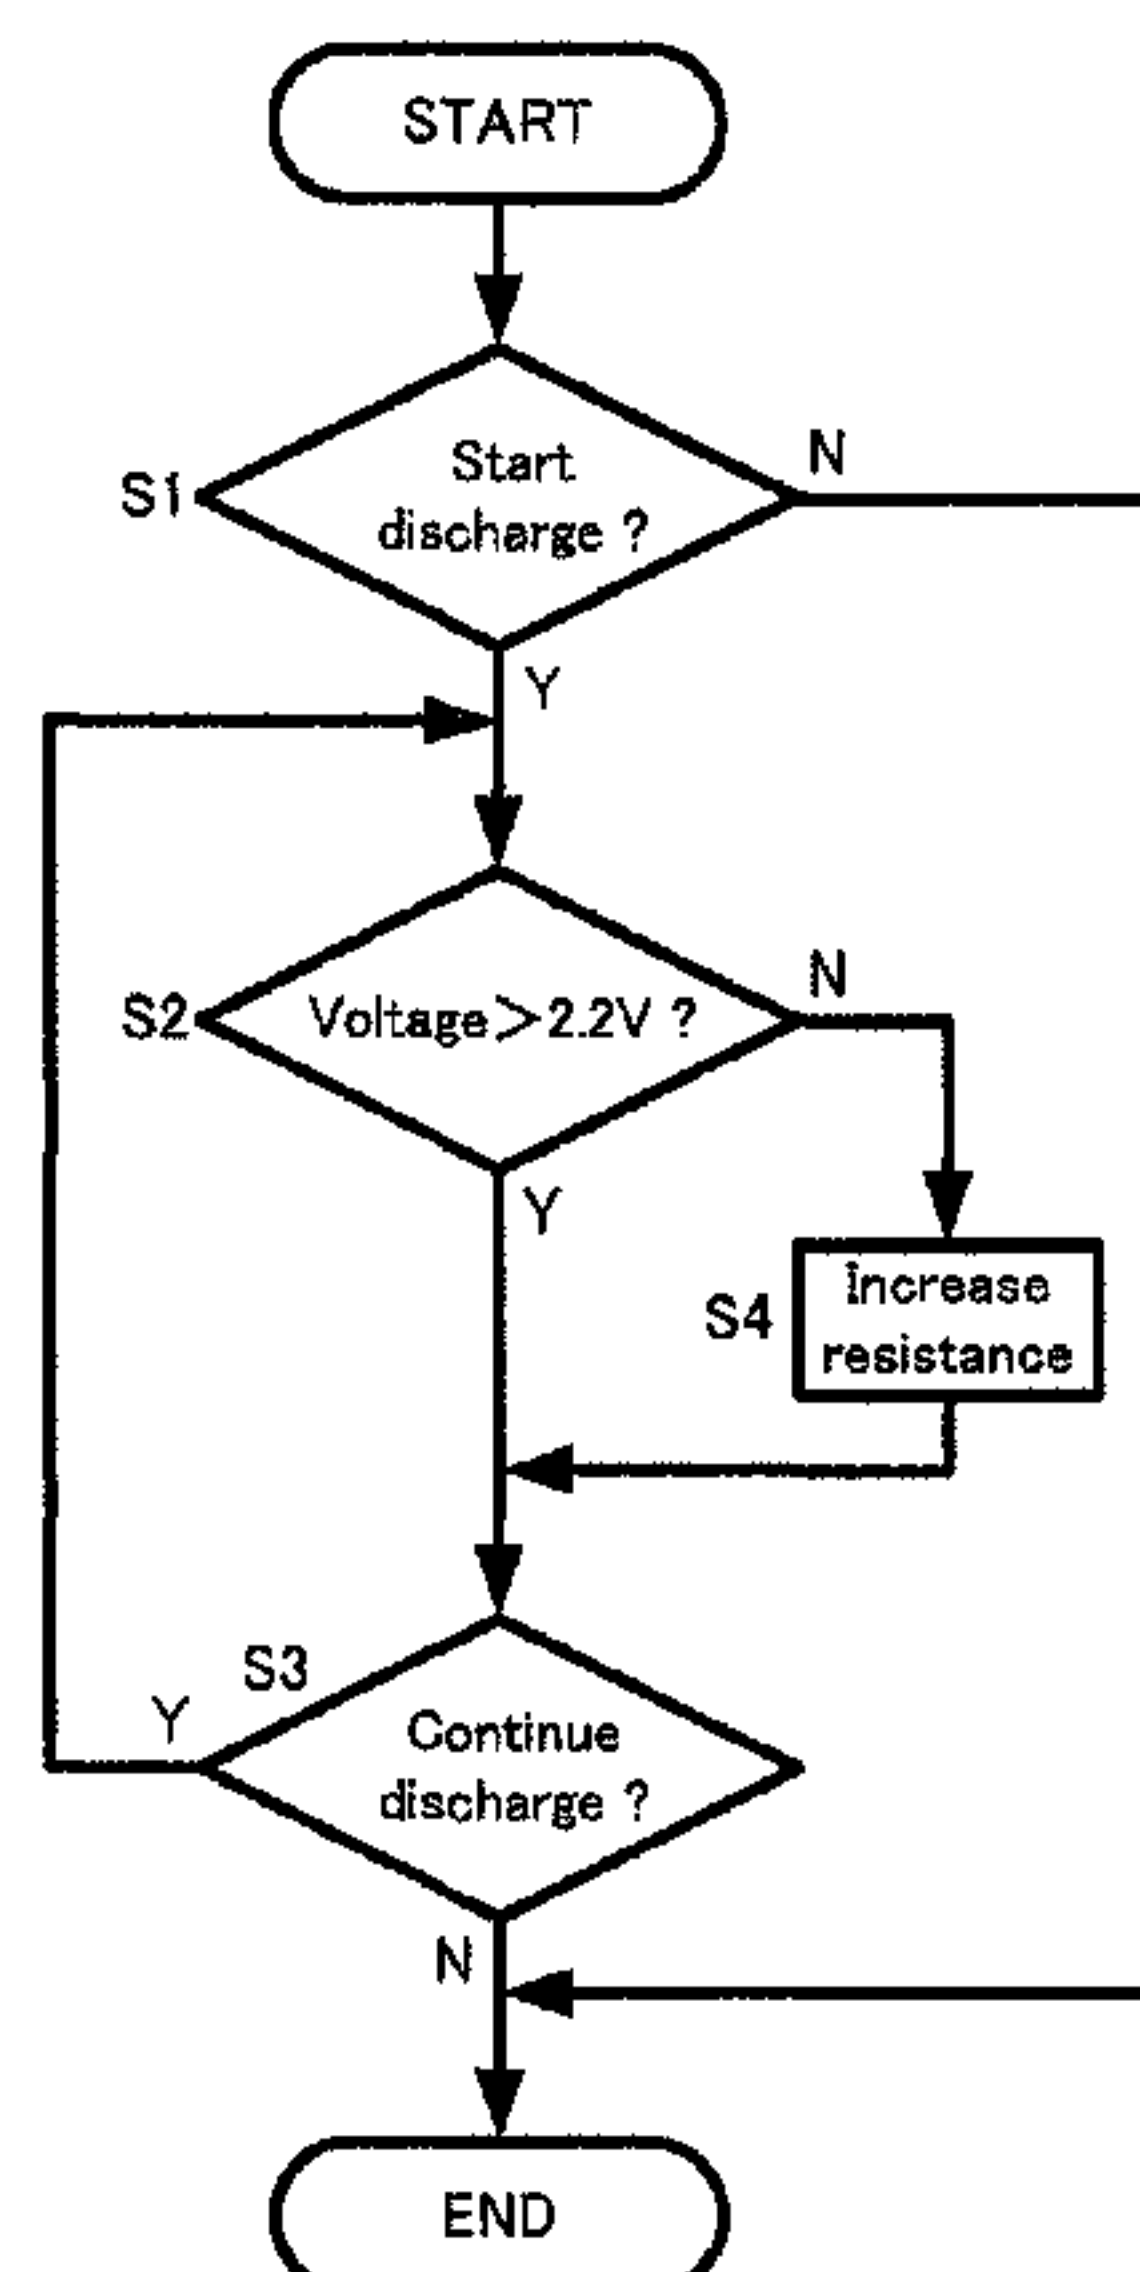 START
Start
discharge ?
S1
N
Y
Voltage>2.2V ?
S2
N
Y
Increase
resistance
S4
S3
Y
Continue
discharge ?
N
END